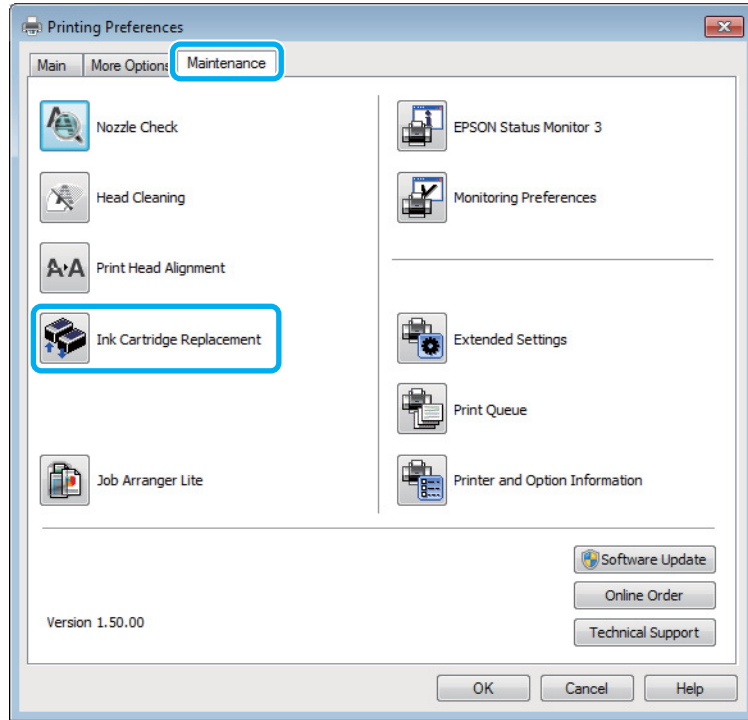 Printing Preferences
Main
More Options
Maintenance
Nozzle Check
Head Cleaning
A·A Print Head Alignment
Ink Cartridge Replacement
Job Arranger Lite
EPSON Status Monitor 3
Monitoring Preferences
Extended Settings
Print Queue
Printer and Option Information
Version 1.50.00
Software Update
Online Order
Technical Support
OK
Cancel
Help